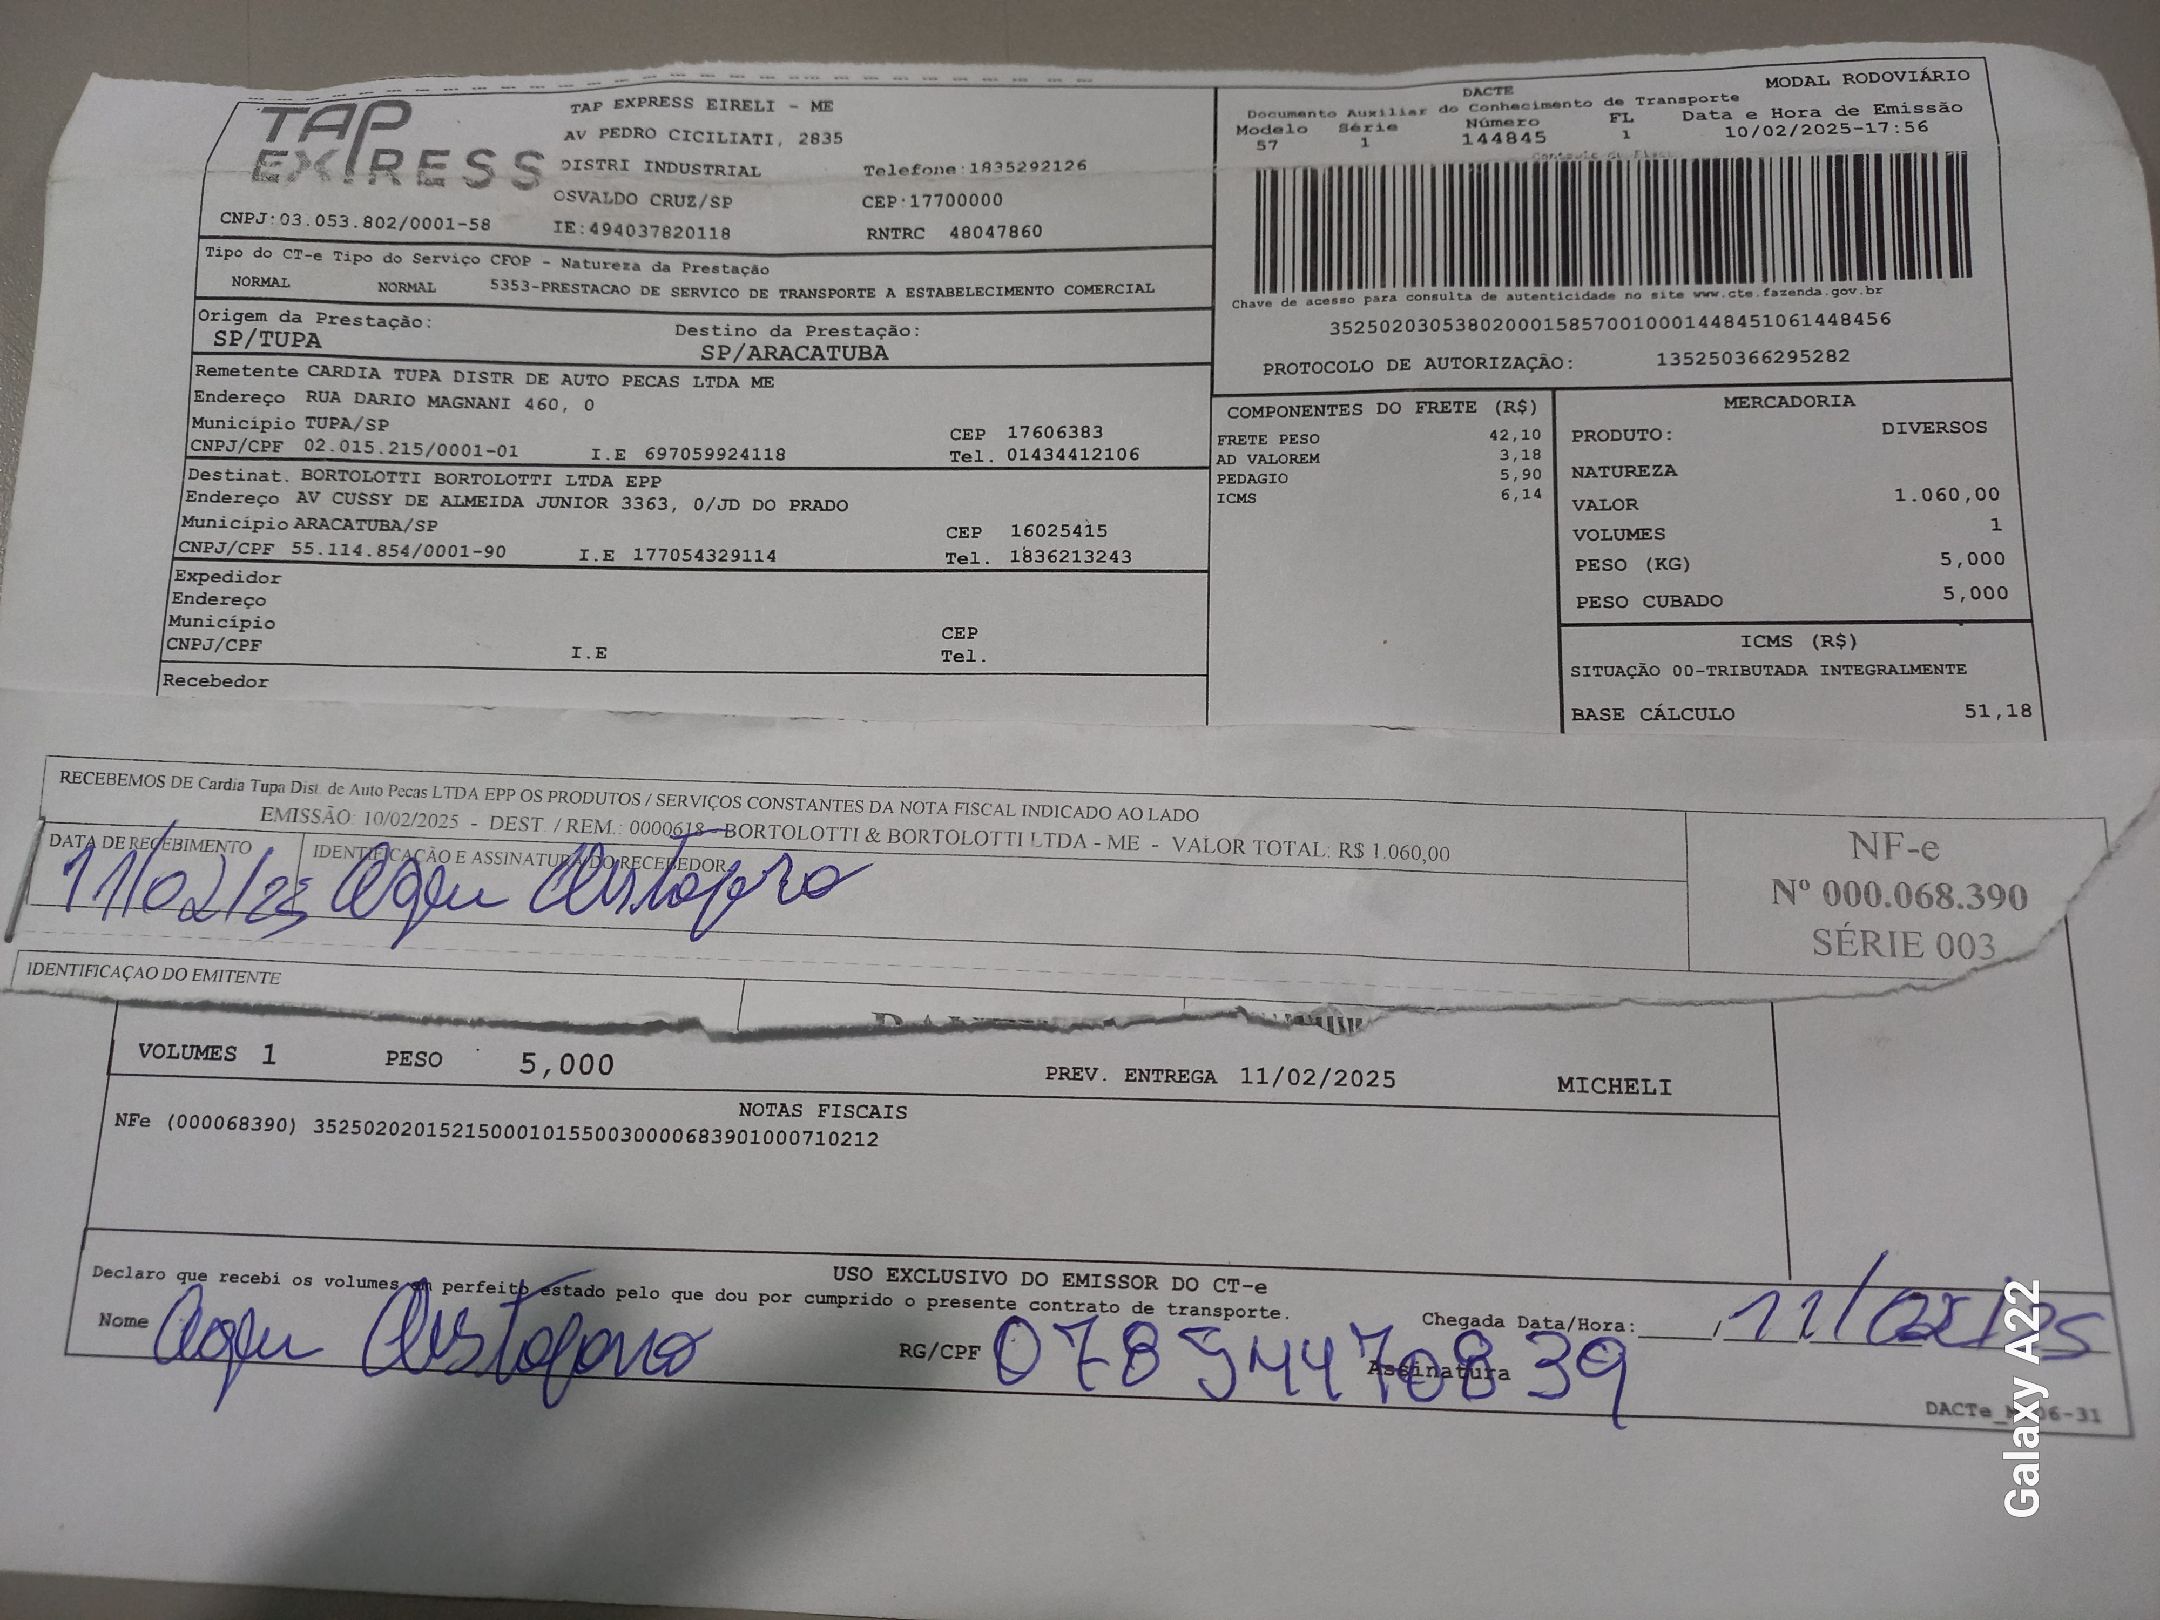 TAP EXPRESS
TAP EXPRESS EIRELI - ME
AV PEDRO CICILIATI, 2835
DISTRI INDUSTRIAL Telefone:1835292126
OSVALDO CRUZ/SP CEP:17700000
CNPJ:03.053.802/0001-58 IE:494037820118 RNTRC 48047860
DACTE MODAL RODOVIÁRIO
Documento Auxiliar do Conhecimento de Transporte
Modelo Série Número FL Data e Hora de Emissão
57 1 144845 1 10/02/2025-17:56
Chave de acesso para consulta de autenticidade no site www.cte.fazenda.gov.br
35250203053802000158570010001448451061448456
PROTOCOLO DE AUTORIZAÇÃO: 135250366295282
Tipo do CT-e Tipo do Serviço CFOP - Natureza da Prestação
NORMAL NORMAL 5353-PRESTACAO DE SERVICO DE TRANSPORTE A ESTABELECIMENTO COMERCIAL
Origem da Prestação: Destino da Prestação:
SP/TUPA SP/ARACATUBA
Remetente CARDIA TUPA DISTR DE AUTO PECAS LTDA ME
Endereço RUA DARIO MAGNANI 460, 0
Município TUPA/SP CEP 17606383
CNPJ/CPF 02.015.215/0001-01 I.E 697059924118 Tel. 01434412106
Destinat. BORTOLOTTI BORTOLOTTI LTDA EPP
Endereço AV CUSSY DE ALMEIDA JUNIOR 3363, 0/JD DO PRADO
Município ARACATUBA/SP CEP 16025415
CNPJ/CPF 55.114.854/0001-90 I.E 177054329114 Tel. 1836213243
Expedidor
Endereço
Município CEP
CNPJ/CPF I.E Tel.
Recebedor
COMPONENTES DO FRETE (R$)
FRETE PESO 42,10
AD VALOREM 3,18
PEDAGIO 5,90
ICMS 6,14
MERCADORIA
PRODUTO: DIVERSOS
NATUREZA
VALOR 1.060,00
VOLUMES 1
PESO (KG) 5,000
PESO CUBADO 5,000
ICMS (R$)
SITUAÇÃO 00-TRIBUTADA INTEGRALMENTE
BASE CÁLCULO 51,18
RECEBEMOS DE Cardia Tupa Dist. de Auto Pecas LTDA EPP OS PRODUTOS / SERVIÇOS CONSTANTES DA NOTA FISCAL INDICADO AO LADO
EMISSÃO: 10/02/2025 - DEST. / REM.: 0000618 - BORTOLOTTI & BORTOLOTTI LTDA - ME - VALOR TOTAL: R$ 1.060,00
DATA DE RECEBIMENTO IDENTIFICAÇÃO E ASSINATURA DO RECEBEDOR
11/02/25
NF-e
Nº 000.068.390
SÉRIE 003
IDENTIFICAÇAO DO EMITENTE
VOLUMES 1 PESO 5,000 PREV. ENTREGA 11/02/2025 MICHELI
NOTAS FISCAIS
NFe (000068390) 35250202015215000101550030000683901000710212
USO EXCLUSIVO DO EMISSOR DO CT-e
Declaro que recebi os volumes em perfeito estado pelo que dou por cumprido o presente contrato de transporte.
Nome RG/CPF 07894470839 Chegada Data/Hora: 11/02/25
Assinatura
Galaxy A22